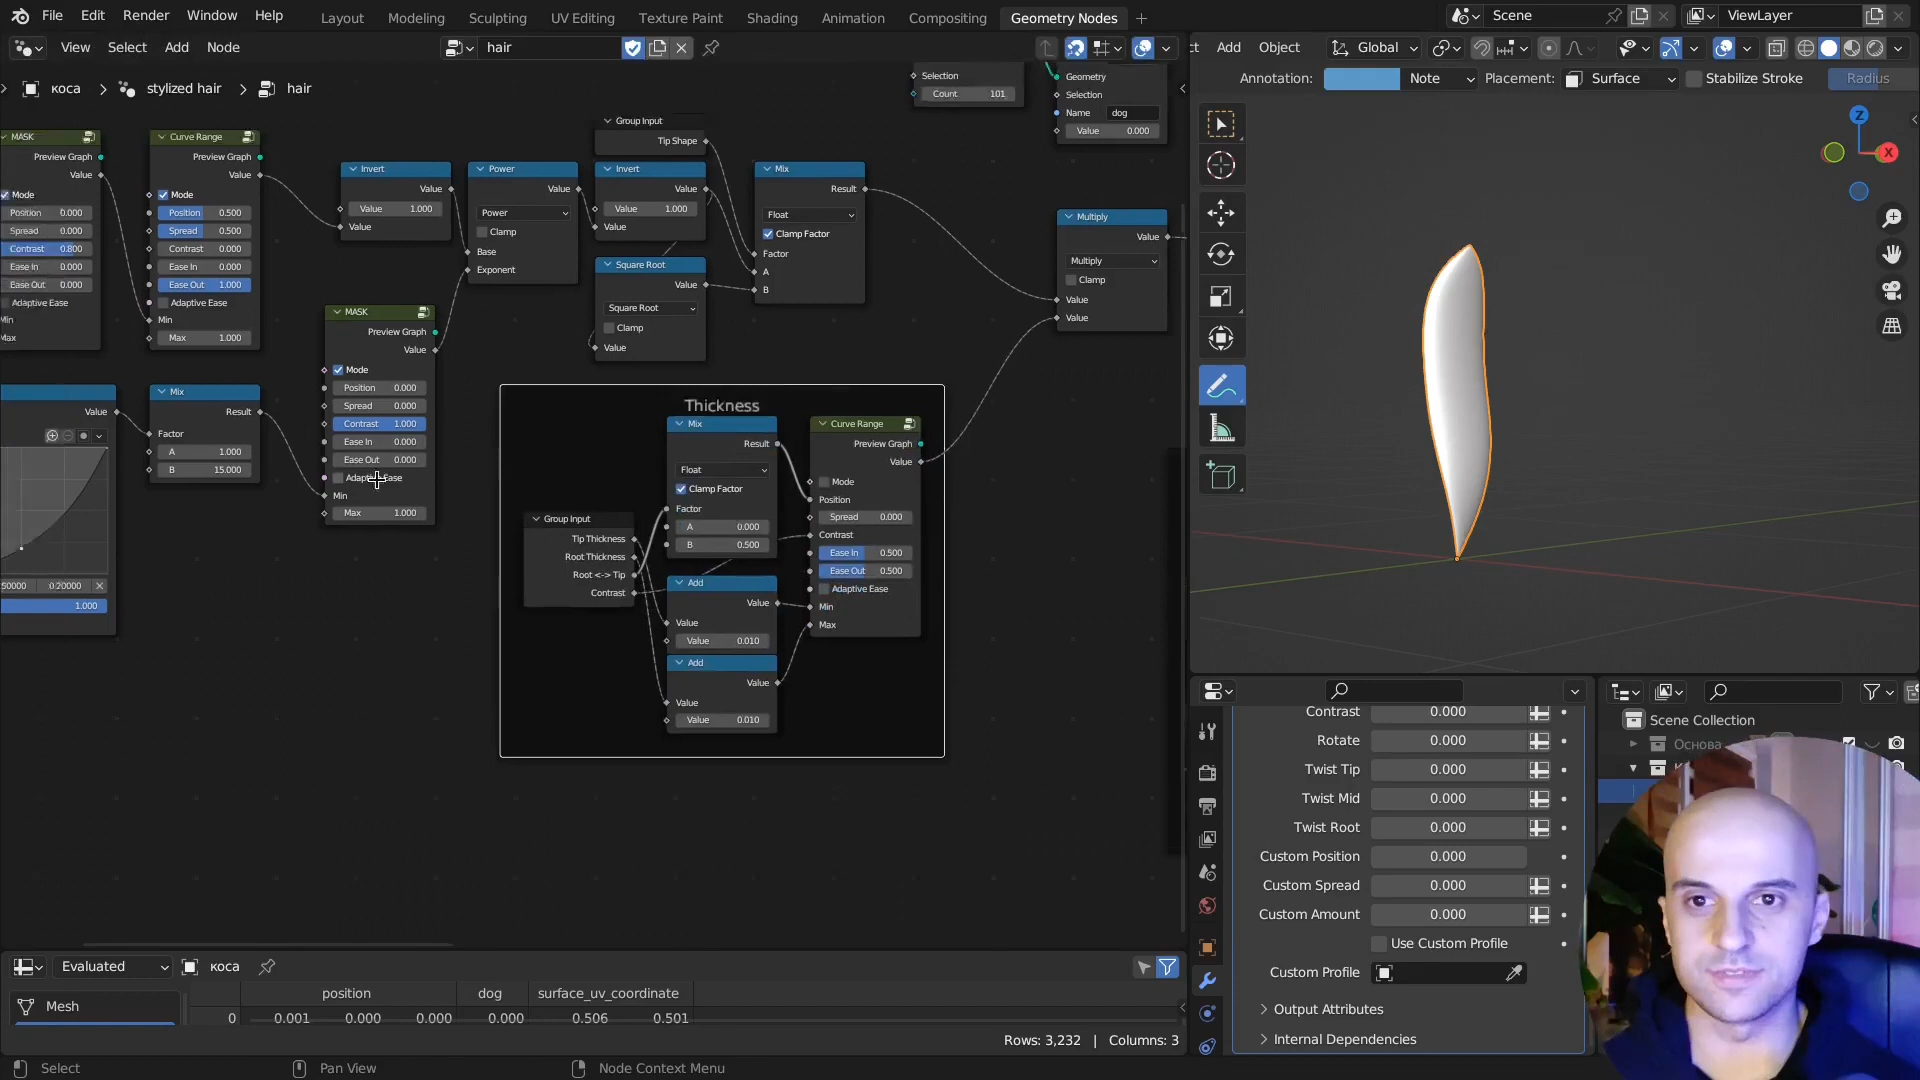 File Edit Render Window Help Layout Modeling Sculpting UV Editing Texture Paint Shading Animation Compositing Geometry Nodes Scene ViewLayer
View Select Add Node hair
Add Object Global
коса stylized hair hair
Annotation: Note Placement: Surface Stabilize Stroke Radius
Selection
Count 101
Geometry
Selection
Name dog
Value 0.000
MASK
Preview Graph
Value
Mode
Position 0.000
Spread 0.000
Contrast 0.800
Ease In 0.000
Ease Out 0.000
Adaptive Ease
Min
Max
Curve Range
Preview Graph
Value
Mode
Position 0.500
Spread 0.500
Contrast 0.000
Ease In 0.000
Ease Out 1.000
Adaptive Ease
Min
Max 1.000
Invert
Value
Value 1.000
Value
Power
Value
Power
Clamp
Base
Exponent
Group Input
Tip Shape
Invert
Value
Value 1.000
Value
Square Root
Value
Square Root
Clamp
Value
Mix
Result
Float
Clamp Factor
Factor
A
B
Multiply
Value
Multiply
Clamp
Value
Value
Value
50000 0.20000
1.000
Mix
Result
Factor
A 1.000
B 15.000
MASK
Preview Graph
Value
Mode
Position 0.000
Spread 0.000
Contrast 1.000
Ease In 0.000
Ease Out 0.000
Adaptive Ease
Min
Max 1.000
Thickness
Group Input
Tip Thickness
Root Thickness
Root <-> Tip
Contrast
Mix
Result
Float
Clamp Factor
Factor
A 0.000
B 0.500
Add
Value
Value
Value 0.010
Add
Value
Value
Value 0.010
Curve Range
Preview Graph
Value
Mode
Position
Spread 0.000
Contrast
Ease In 0.500
Ease Out 0.500
Adaptive Ease
Min
Max
Z
X
Contrast 0.000
Rotate 0.000
Twist Tip 0.000
Twist Mid 0.000
Twist Root 0.000
Custom Position 0.000
Custom Spread 0.000
Custom Amount 0.000
Use Custom Profile
Custom Profile
Output Attributes
Internal Dependencies
Scene Collection
Основа
Evaluated коса
Mesh
position dog surface_uv_coordinate
0 0.001 0.000 0.000 0.000 0.506 0.501
Rows: 3,232 | Columns: 3
Select Pan View Node Context Menu